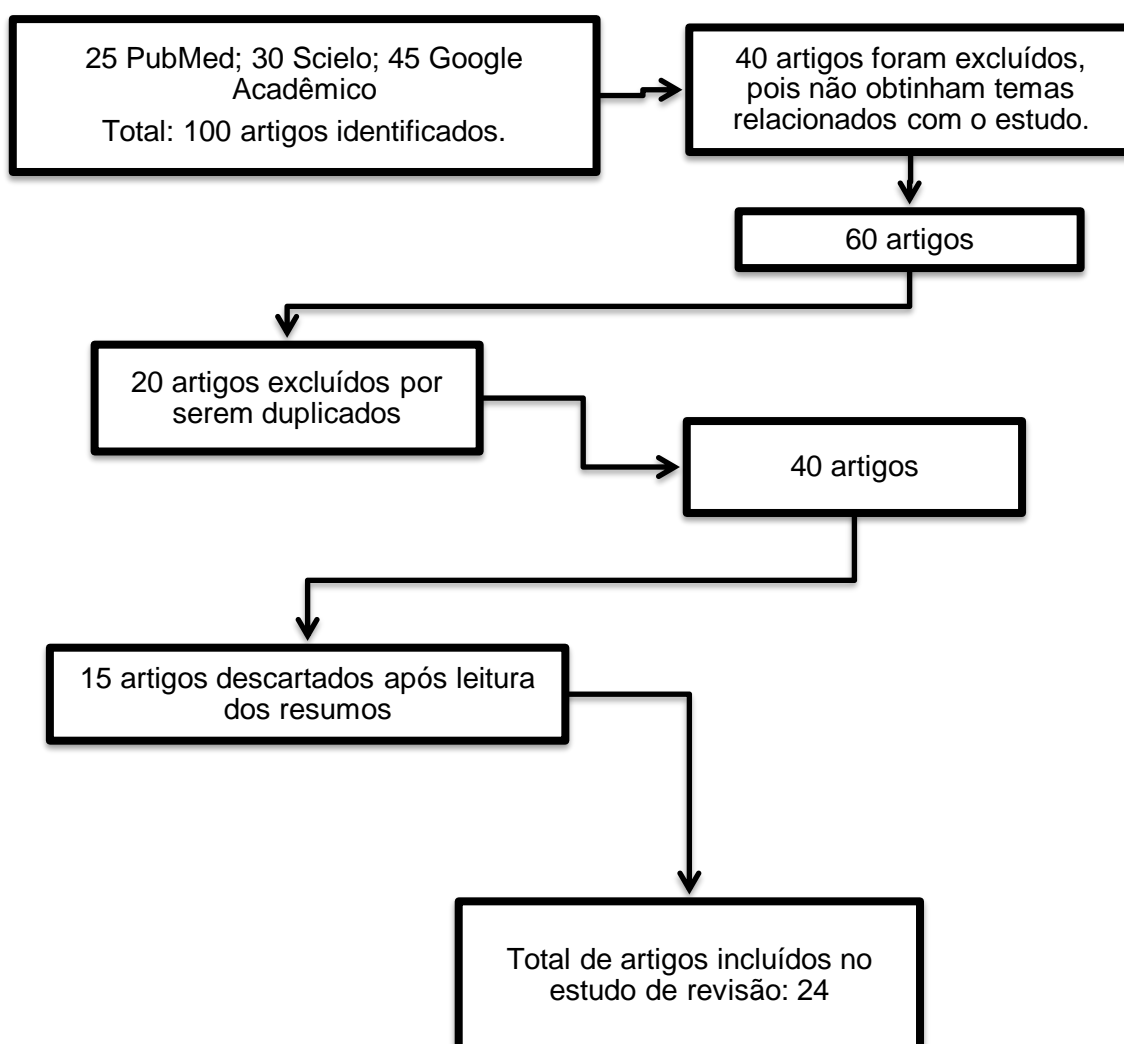 25 PubMed; 30 Scielo; 45 Google
Acadêmico
Total: 100 artigos identificados.
40 artigos foram excluídos,
pois não obtinham temas
relacionados com o estudo.
60 artigos
20 artigos excluídos por
serem duplicados
40 artigos
15 artigos descartados após leitura
dos resumos
Total de artigos incluídos no
estudo de revisão: 24